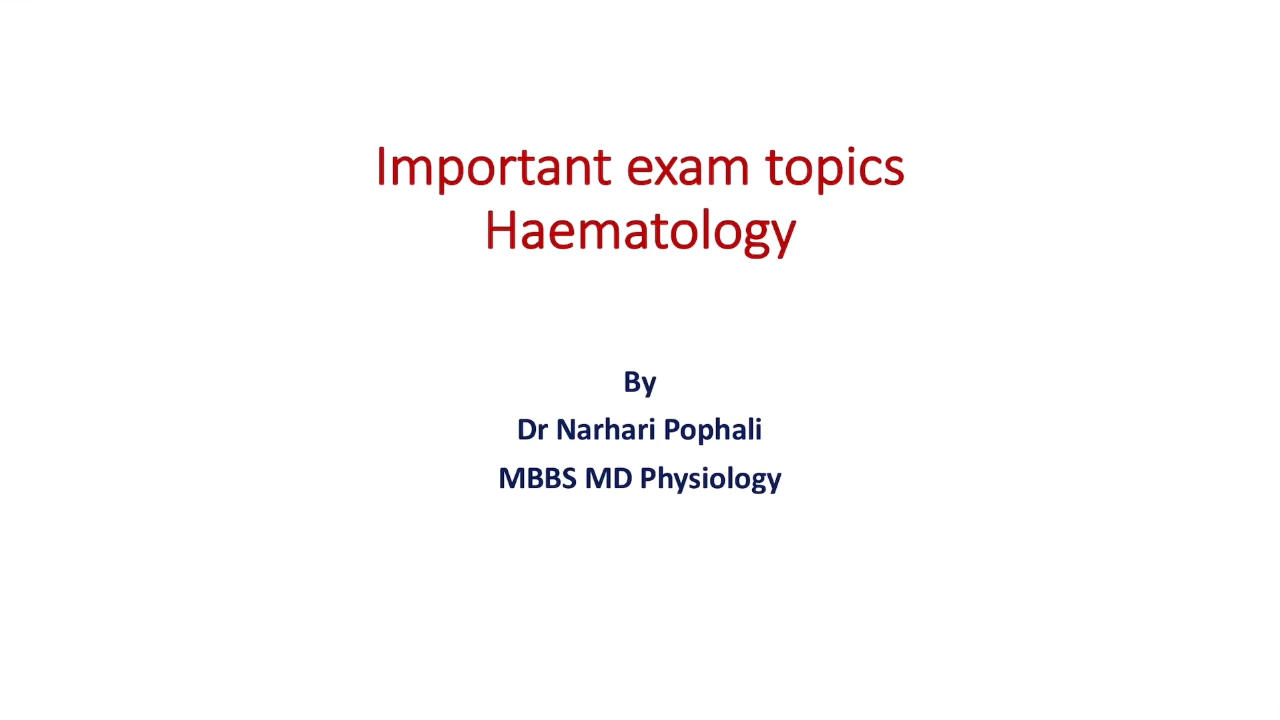 Important exam topics
Haematology
By
Dr Narhari Pophali
MBBS MD Physiology